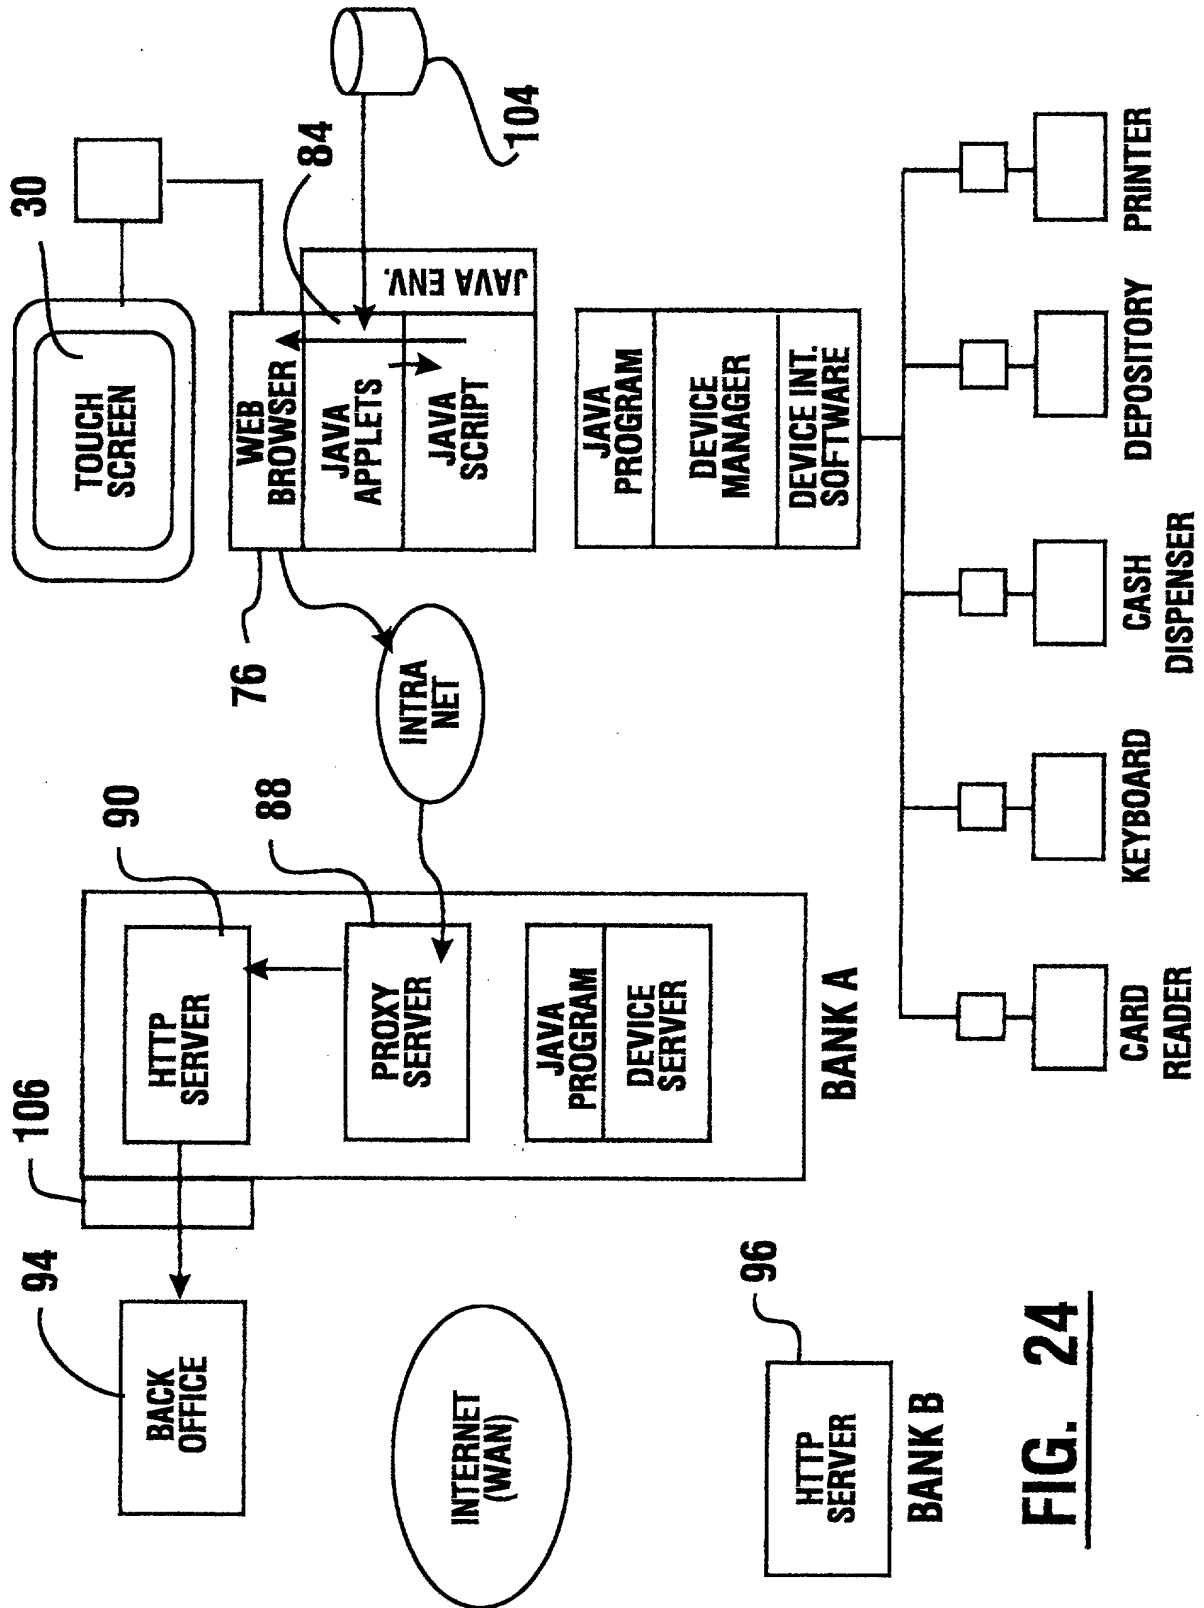 94
BACK
OFFICE
106
HTTP
SERVER
90
PROXY
SERVER
88
JAVA
PROGRAM
DEVICE
SERVER
BANK A
INTERNET
(WAN)
HTTP
SERVER
96
BANK B
INTRA
NET
30
TOUCH
SCREEN
76
WEB
BROWSER
JAVA
APPLETS
JAVA
SCRIPT
JAVA ENV.
84
104
JAVA
PROGRAM
DEVICE
MANAGER
DEVICE INT.
SOFTWARE
CARD
READER
KEYBOARD
CASH
DISPENSER
DEPOSITORY
PRINTER
FIG. 24